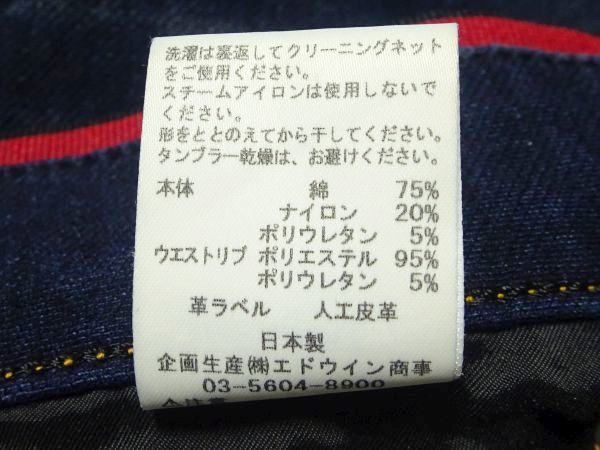 洗濯は裏返してクリーニングネット
をご使用ください。
スチームアイロンは使用しないで
ください。
形をととのえてから干してください。
タンブラー乾燥は、お避けください。
本体 綿 75%
ナイロン 20%
ポリウレタン 5%
ウエストリブ ポリエステル 95%
ポリウレタン 5%
革ラベル 人工皮革
日本製
企画生産㈱エドウイン商事
03-5604-8900